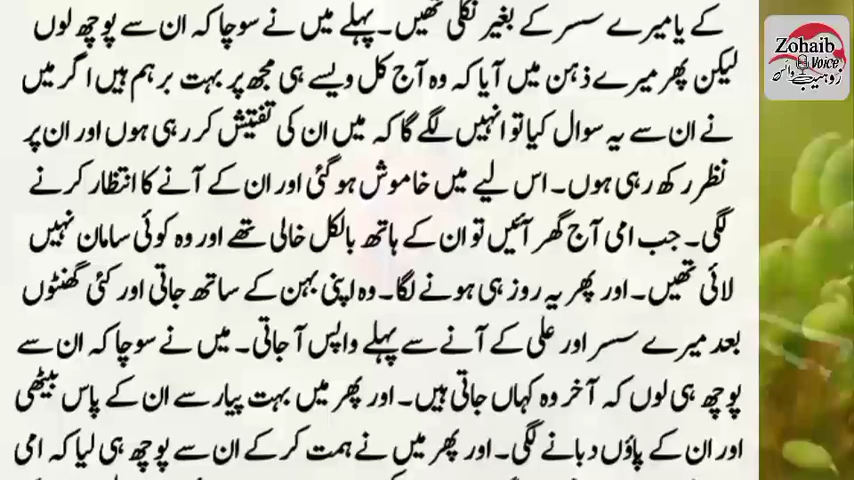 کے یا میرے سسر کے بغیر نکلی تھیں۔ پہلے میں نے سوچا کہ ان سے پوچھ لوں
لیکن پھر میرے ذہن میں آیا کہ وہ آج کل ویسے ہی مجھ پر بہت برہم ہیں اگر میں
نے ان سے یہ سوال کیا تو انہیں لگے گا کہ میں ان کی تفتیش کر رہی ہوں اور ان پر
نظر رکھ رہی ہوں۔ اس لیے میں خاموش ہو گئی اور ان کے آنے کا انتظار کرنے
لگی۔ جب امی آج گھر آئیں تو ان کے ہاتھ بالکل خالی تھے اور وہ کوئی سامان نہیں
لائی تھیں۔ اور پھر یہ روز ہی ہونے لگا۔ وہ اپنی بہن کے ساتھ جاتی اور کئی گھنٹوں
بعد میرے سسر اور علی کے آنے سے پہلے واپس آ جاتی۔ میں نے سوچا کہ ان سے
پوچھ ہی لوں کہ آخر وہ کہاں جاتی ہیں۔ اور پھر میں بہت پیار سے ان کے پاس بیٹھی
اور ان کے پاؤں دبانے لگی۔ اور پھر میں نے ہمت کر کے ان سے پوچھ ہی لیا کہ امی
Zohaib
Voice
زوہیب وائس